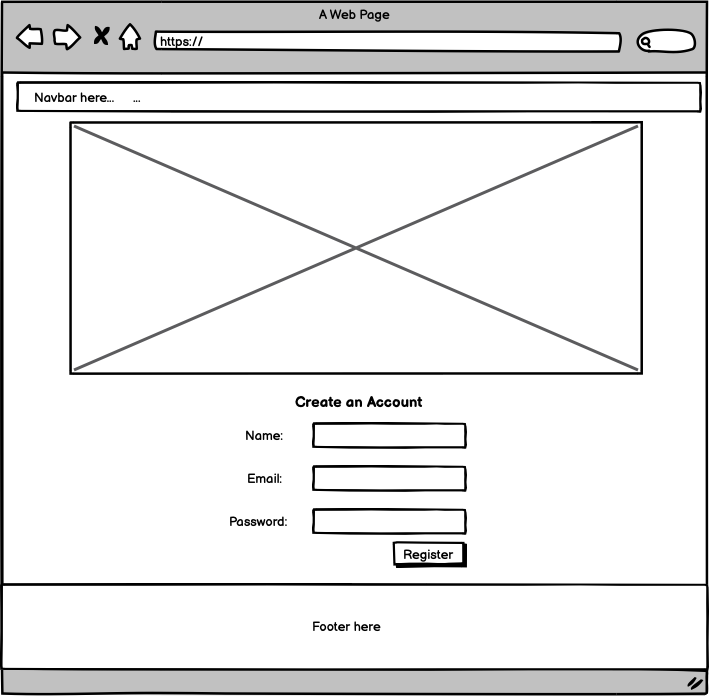 A Web Page
https://
Navbar here... ...
Create an Account
Name:
Email:
Password:
Register
Footer here